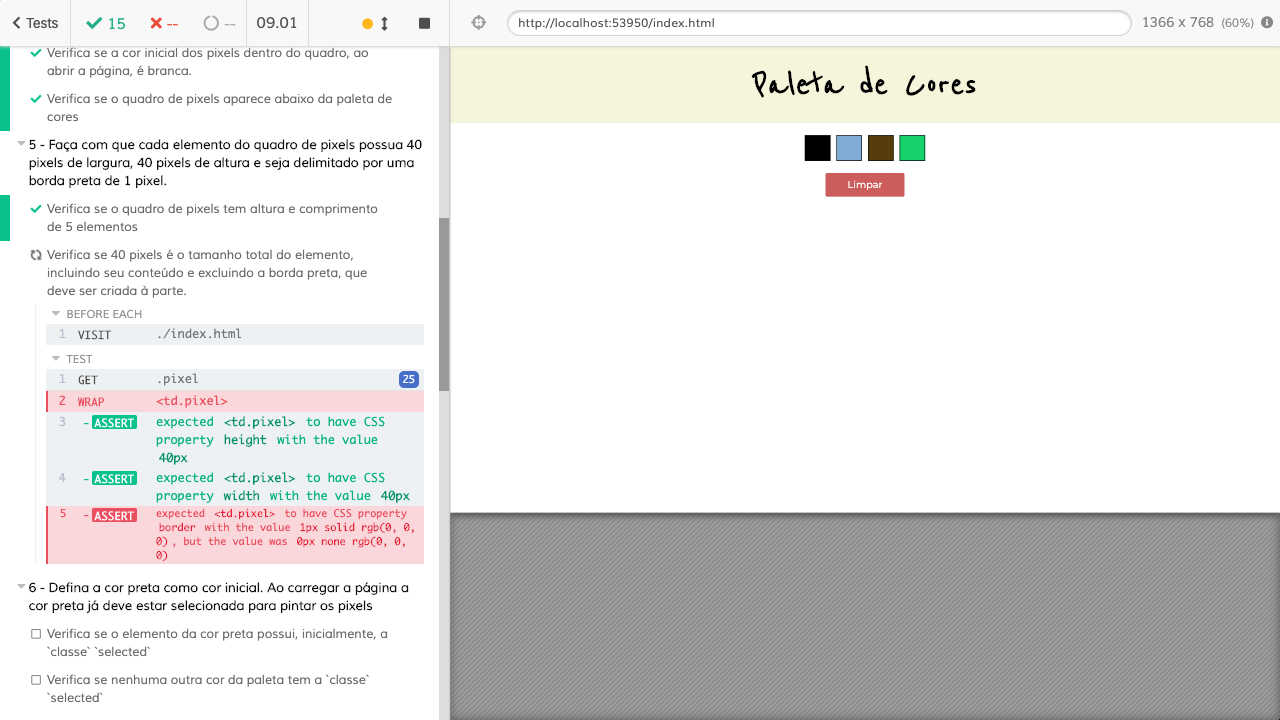 Tests 15 -- -- 09.01
http://localhost:53950/index.html 1366 x 768 (60%)
Verifica se a cor inicial dos pixels dentro do quadro, ao
abrir a página, é branca.
Verifica se o quadro de pixels aparece abaixo da paleta de
cores
5 - Faça com que cada elemento do quadro de pixels possua 40
pixels de largura, 40 pixels de altura e seja delimitado por uma
borda preta de 1 pixel.
Verifica se o quadro de pixels tem altura e comprimento
de 5 elementos
Verifica se 40 pixels é o tamanho total do elemento,
incluindo seu conteúdo e excluindo a borda preta, que
deve ser criada à parte.
BEFORE EACH
1 VISIT ./index.html
TEST
1 GET .pixel 25
2 WRAP <td.pixel>
3 -ASSERT expected <td.pixel> to have CSS
property height with the value
40px
4 -ASSERT expected <td.pixel> to have CSS
property width with the value 40px
5 -ASSERT expected <td.pixel> to have CSS property
border with the value 1px solid rgb(0, 0,
0), but the value was 0px none rgb(0, 0,
0)
6 - Defina a cor preta como cor inicial. Ao carregar a página a
cor preta já deve estar selecionada para pintar os pixels
Verifica se o elemento da cor preta possui, inicialmente, a
`classe` `selected`
Verifica se nenhuma outra cor da paleta tem a `classe`
`selected`
Paleta de Cores
Limpar